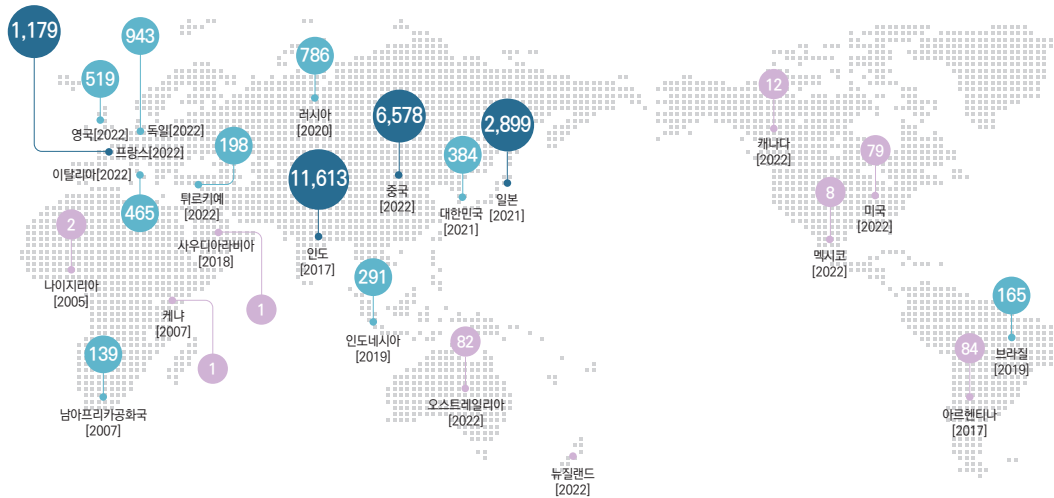 1,179
943
519
영국[2022]
독일[2022]
프랑스[2022]
이탈리아[2022]
465
198
튀르키예
[2022]
786
러시아
[2020]
6,578
중국
[2022]
2,899
일본
[2021]
384
대한민국
[2021]
11,613
인도
[2017]
2
나이지리아
[2005]
사우디아라비아
[2018]
1
케냐
[2007]
1
139
남아프리카공화국
[2007]
291
인도네시아
[2019]
82
오스트레일리아
[2022]
뉴질랜드
[2022]
12
캐나다
[2022]
79
미국
[2022]
8
멕시코
[2022]
165
브라질
[2019]
84
아르헨티나
[2017]